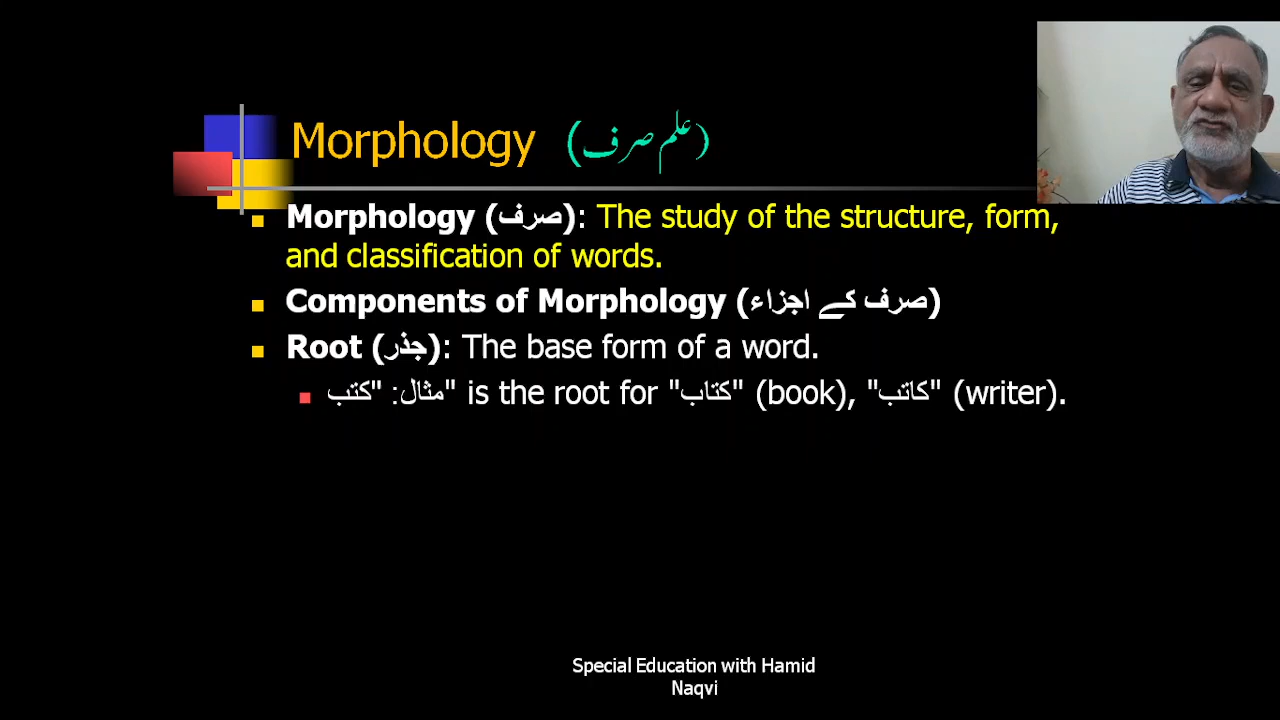 Morphology (علم صرف)
Morphology (صرف): The study of the structure, form,
and classification of words.
Components of Morphology (صرف کے اجزاء)
Root (جذر): The base form of a word.
مثال: "کتب" is the root for "کتاب" (book), "کاتب" (writer).
Special Education with Hamid
Naqvi